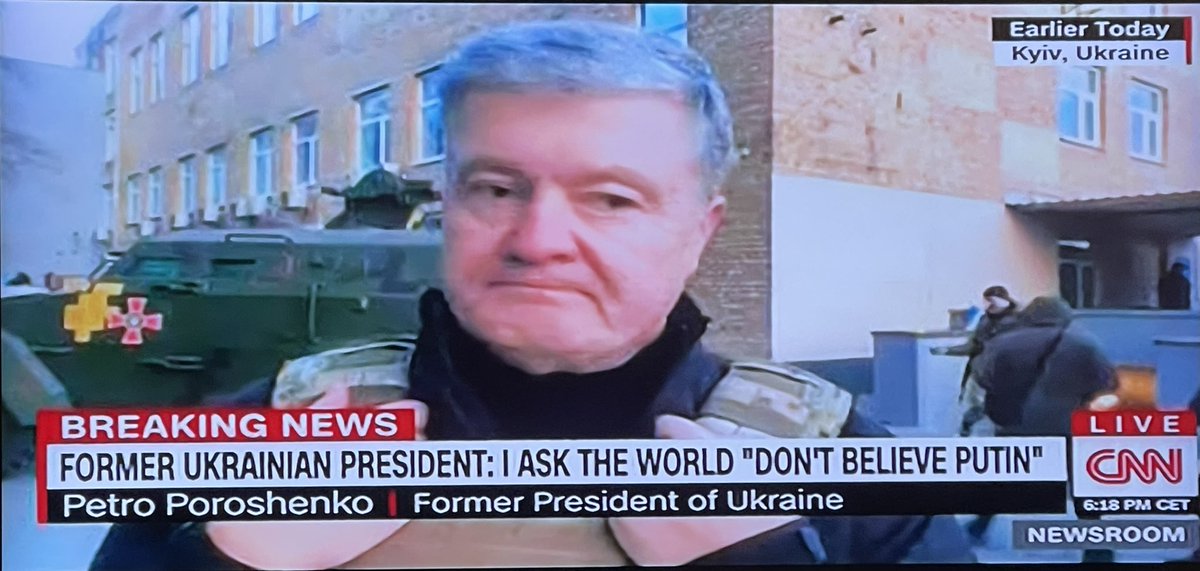 Earlier Today
Kyiv, Ukraine
BREAKING NEWS
FORMER UKRAINIAN PRESIDENT: I ASK THE WORLD "DON'T BELIEVE PUTIN"
Petro Poroshenko | Former President of Ukraine
LIVE
CNN
6:18 PM CET
NEWSROOM